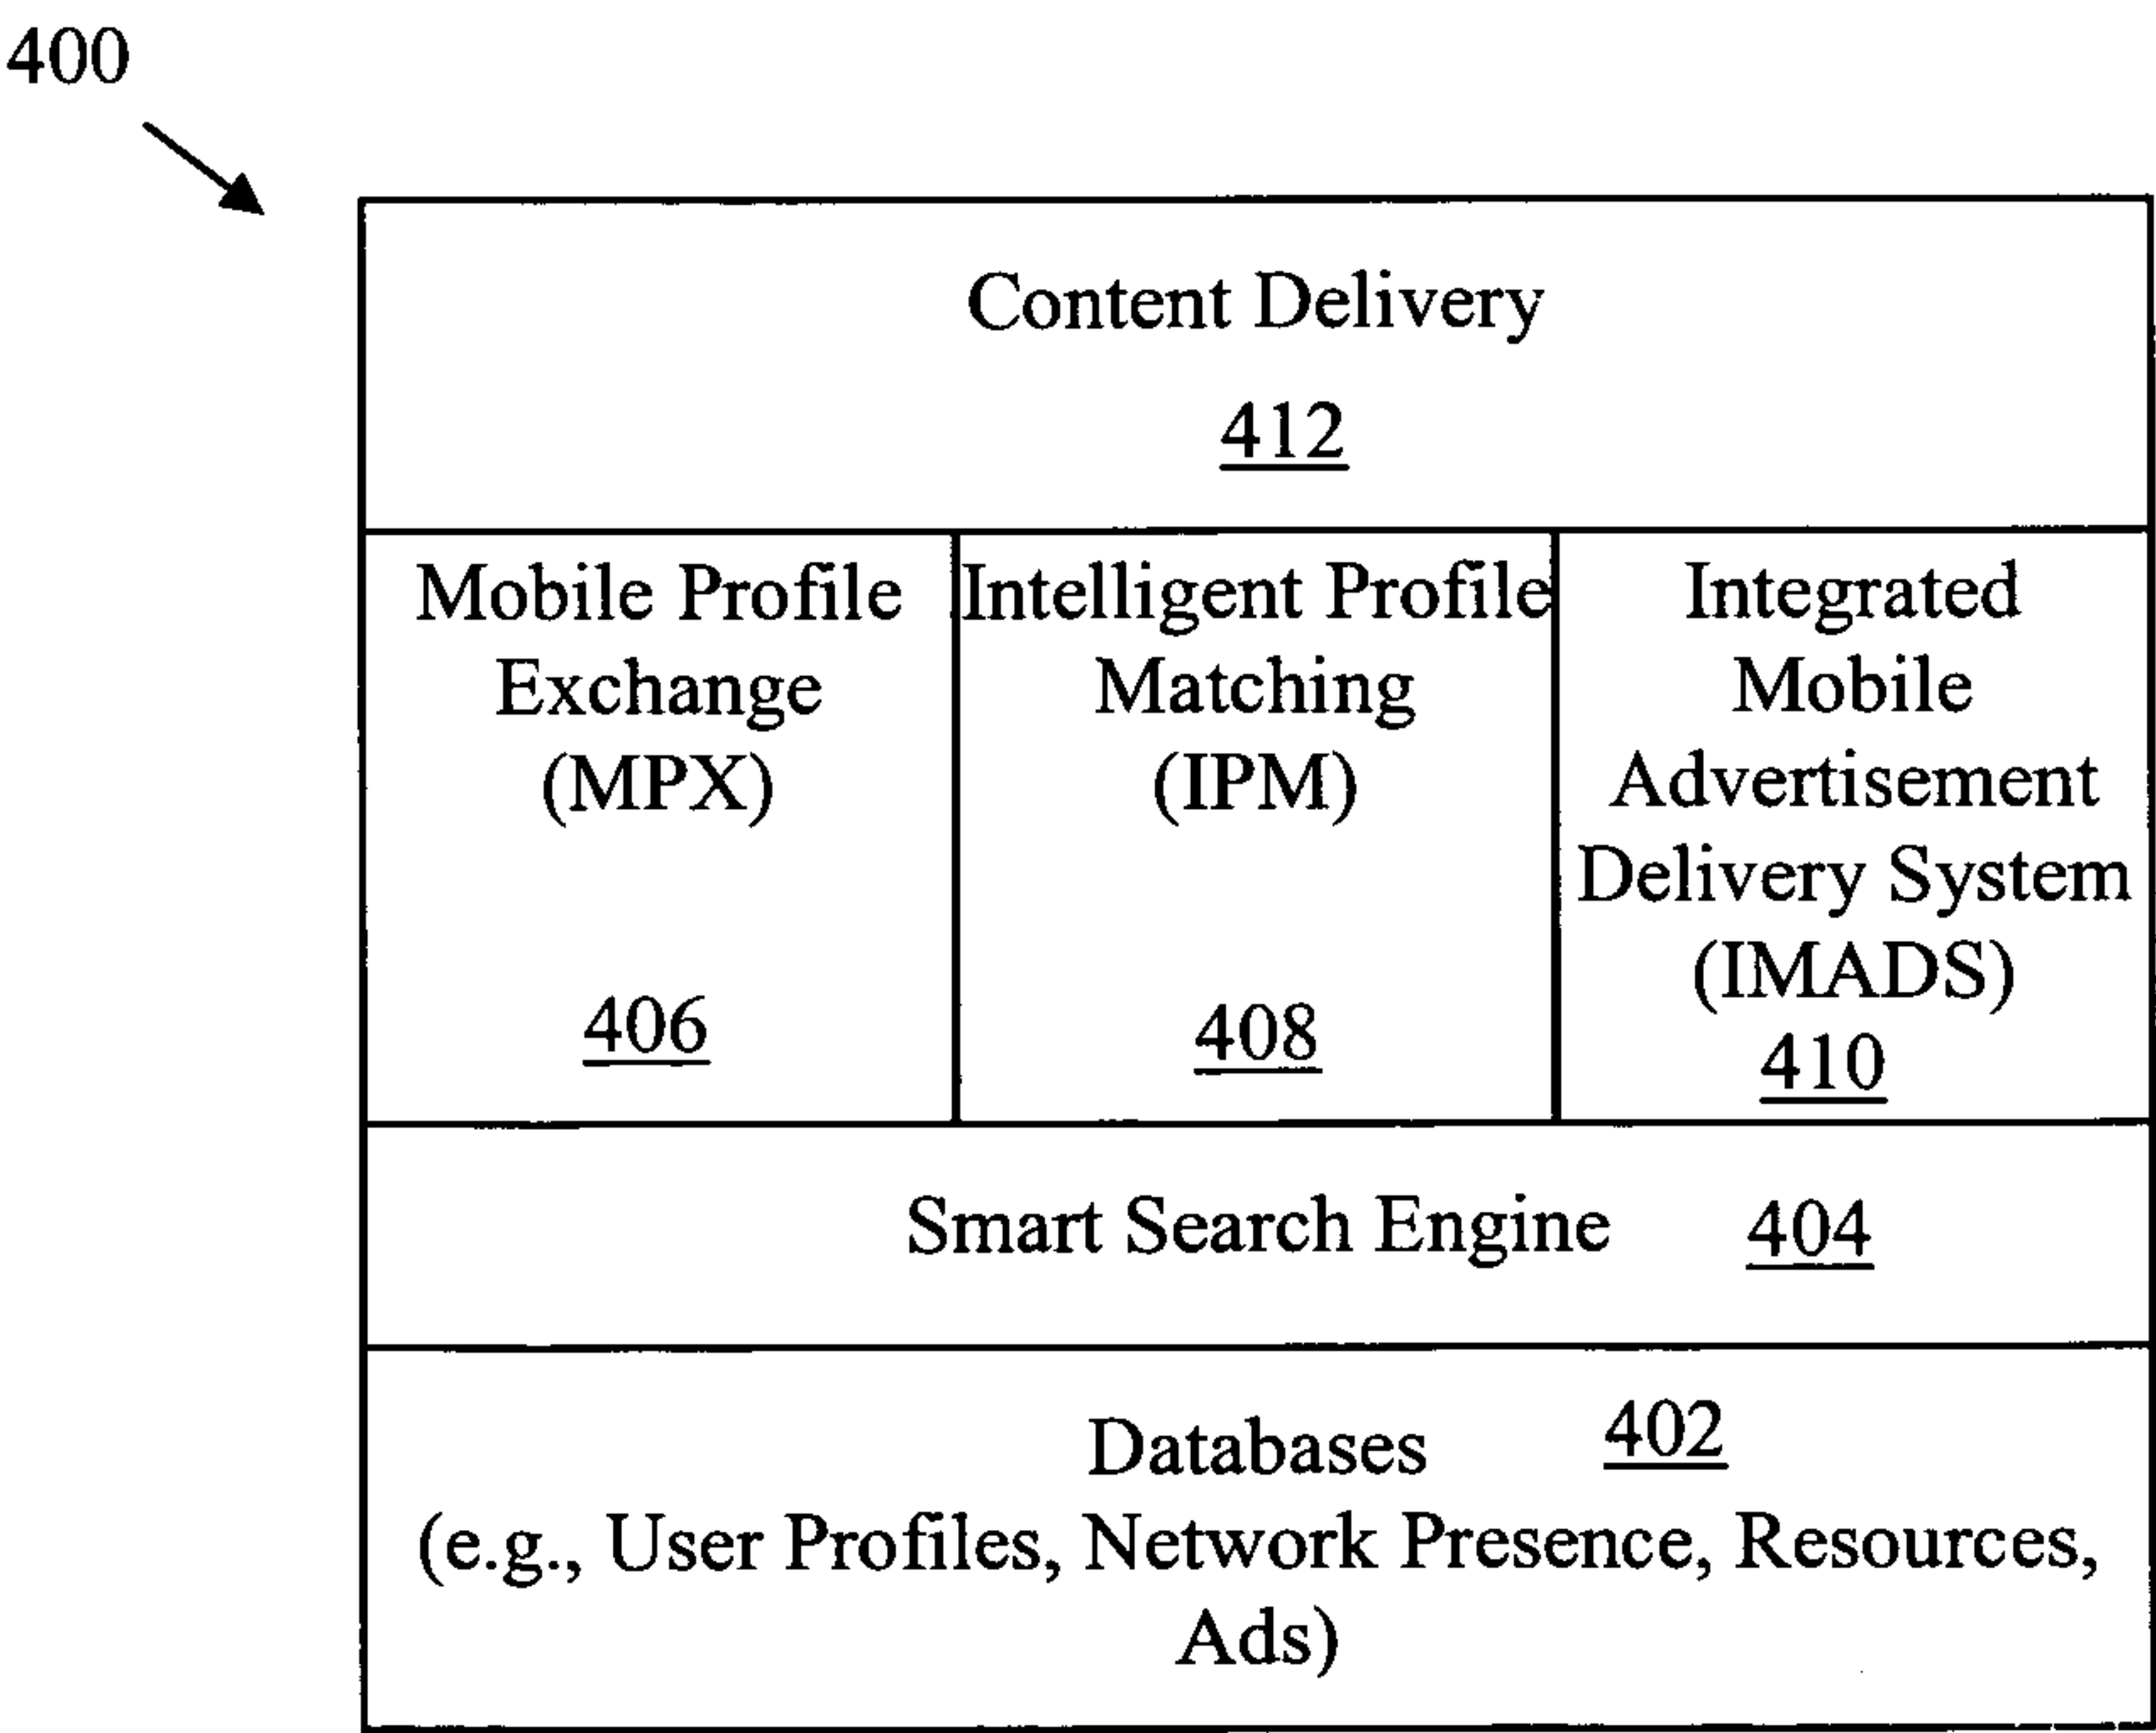 400
Content Delivery
412
Mobile Profile
Exchange
(MPX)
406
Intelligent Profile
Matching
(IPM)
408
Integrated
Mobile
Advertisement
Delivery System
(IMADS)
410
Smart Search Engine 404
Databases 402
(e.g., User Profiles, Network Presence, Resources,
Ads)